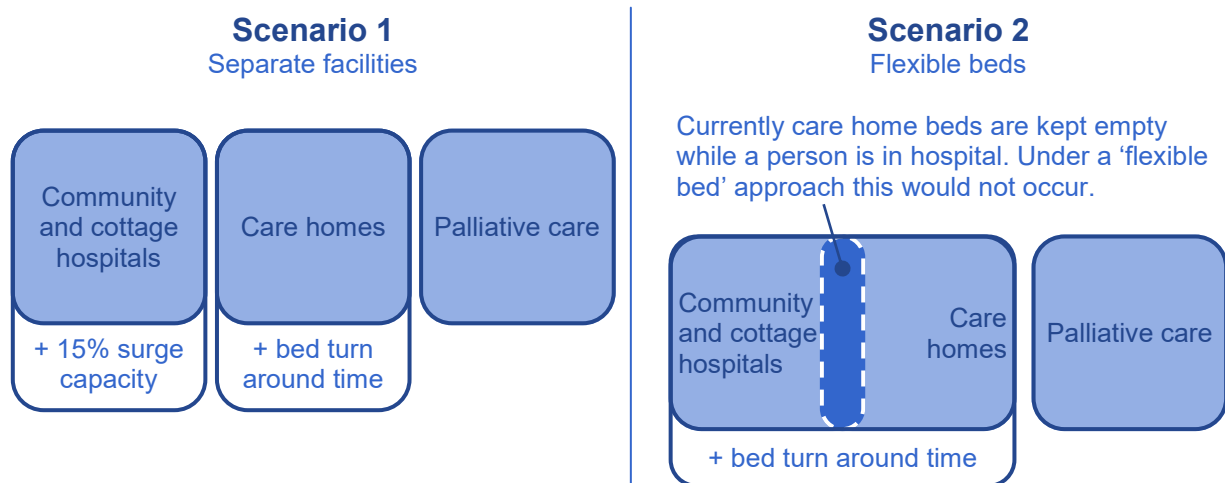 Scenario 1
Separate facilities
Community
and cottage
hospitals
Care homes
Palliative care
+ 15% surge
capacity
+ bed turn
around time
Scenario 2
Flexible beds
Currently care home beds are kept empty
while a person is in hospital. Under a ‘flexible
bed’ approach this would not occur.
Community
and cottage
hospitals
Care
homes
Palliative care
+ bed turn around time